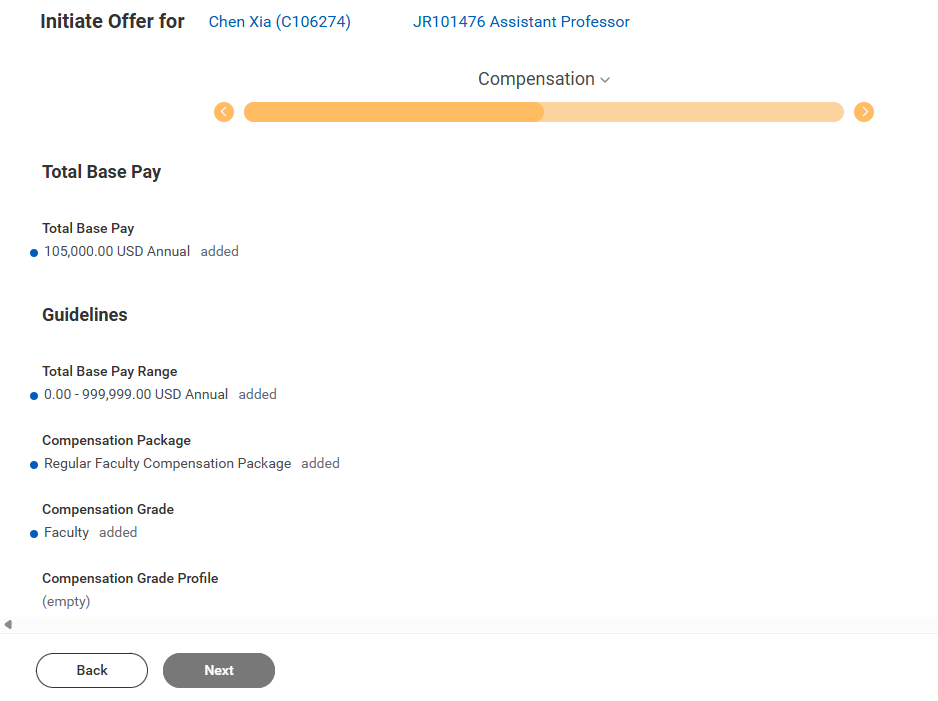 Initiate Offer for Chen Xia (C106274) JR101476 Assistant Professor
Compensation
Total Base Pay
Total Base Pay
105,000.00 USD Annual added
Guidelines
Total Base Pay Range
0.00 - 999,999.00 USD Annual added
Compensation Package
Regular Faculty Compensation Package added
Compensation Grade
Faculty added
Compensation Grade Profile
(empty)
Back Next